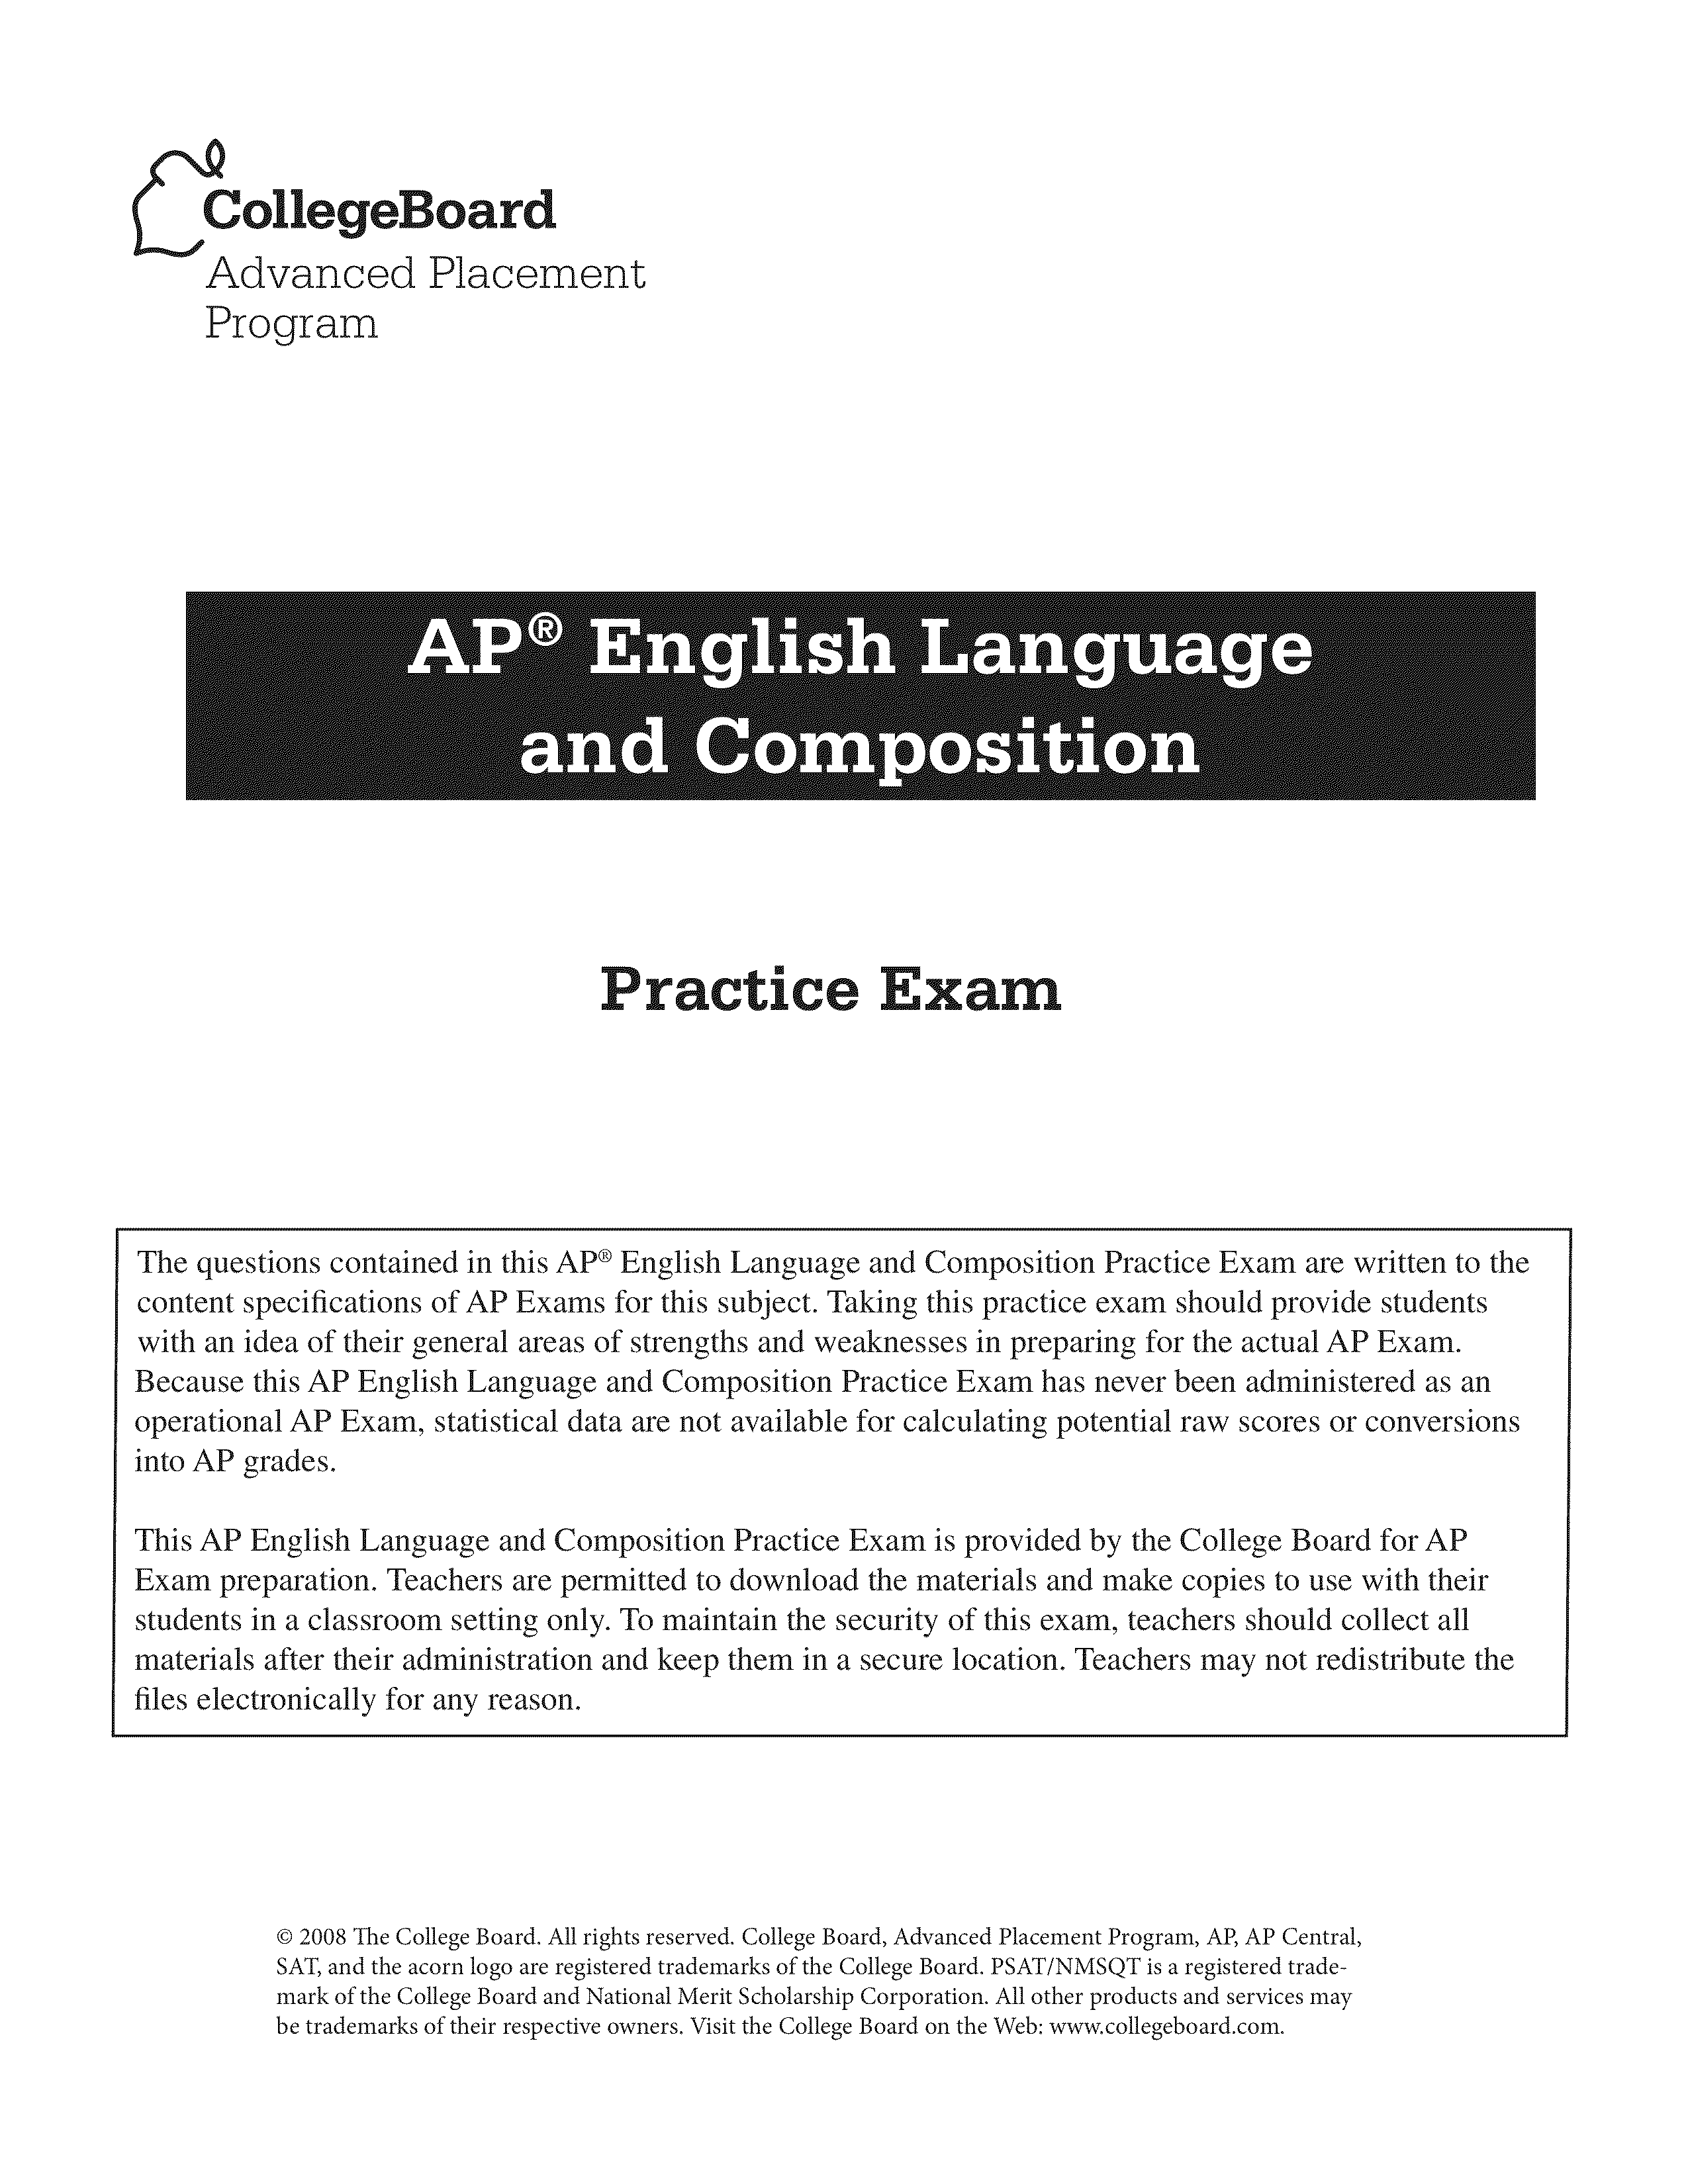 CollegeBoard
Advanced Placement
Program
AP® English Language
and Composition
Practice Exam
The questions contained in this AP® English Language and Composition Practice Exam are written to the
content specifications of AP Exams for this subject. Taking this practice exam should provide students
with an idea of their general areas of strengths and weaknesses in preparing for the actual AP Exam.
Because this AP English Language and Composition Practice Exam has never been administered as an
operational AP Exam, statistical data are not available for calculating potential raw scores or conversions
into AP grades.
This AP English Language and Composition Practice Exam is provided by the College Board for AP
Exam preparation. Teachers are permitted to download the materials and make copies to use with their
students in a classroom setting only. To maintain the security of this exam, teachers should collect all
materials after their administration and keep them in a secure location. Teachers may not redistribute the
files electronically for any reason.
© 2008 The College Board. All rights reserved. College Board, Advanced Placement Program, AP, AP Central,
SAT, and the acorn logo are registered trademarks of the College Board. PSAT/NMSQT is a registered trade-
mark of the College Board and National Merit Scholarship Corporation. All other products and services may
be trademarks of their respective owners. Visit the College Board on the Web: www.collegeboard.com.